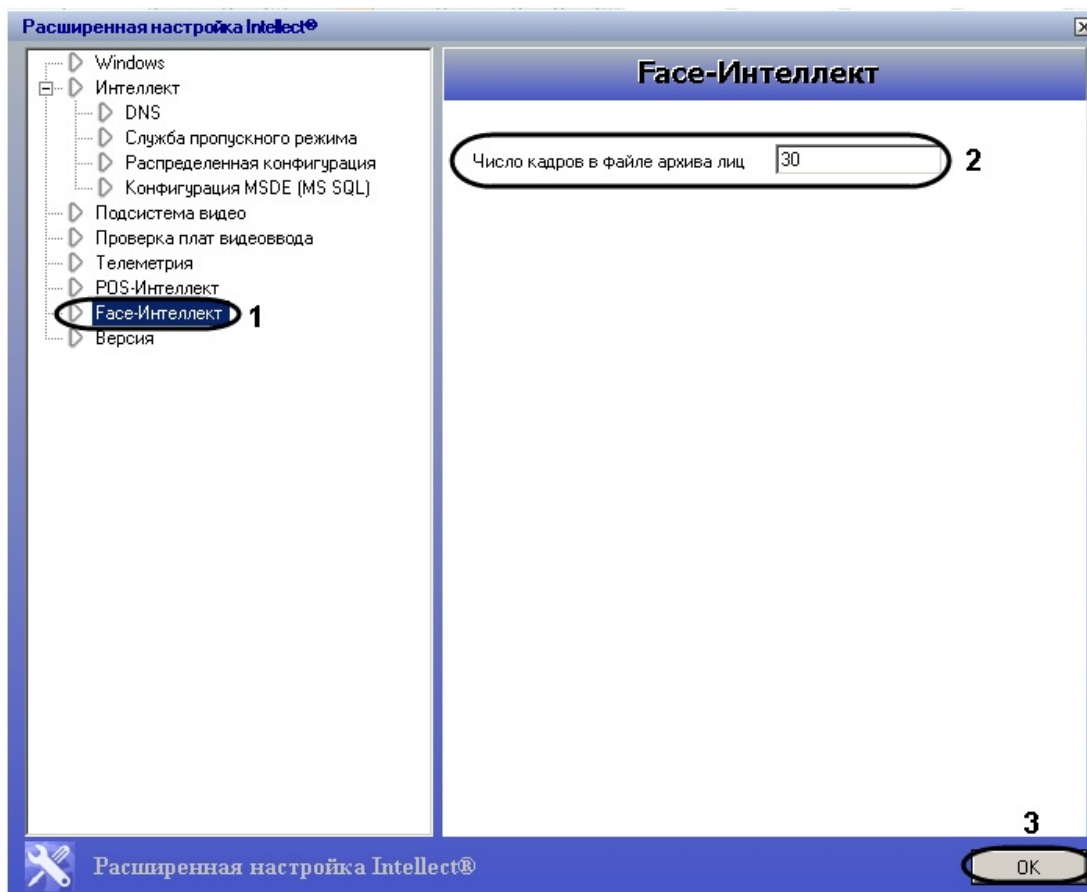 Расширенная настройка Intellect®
Windows
Интеллект
DNS
Служба пропускного режима
Распределенная конфигурация
Конфигурация MSDE (MS SQL)
Подсистема видео
Проверка плат видеоввода
Телеметрия
POS-Интеллект
Face-Интеллект 1
Версия
Face-Интеллект
Число кадров в файле архива лиц 30 2
3
Расширенная настройка Intellect®
OK